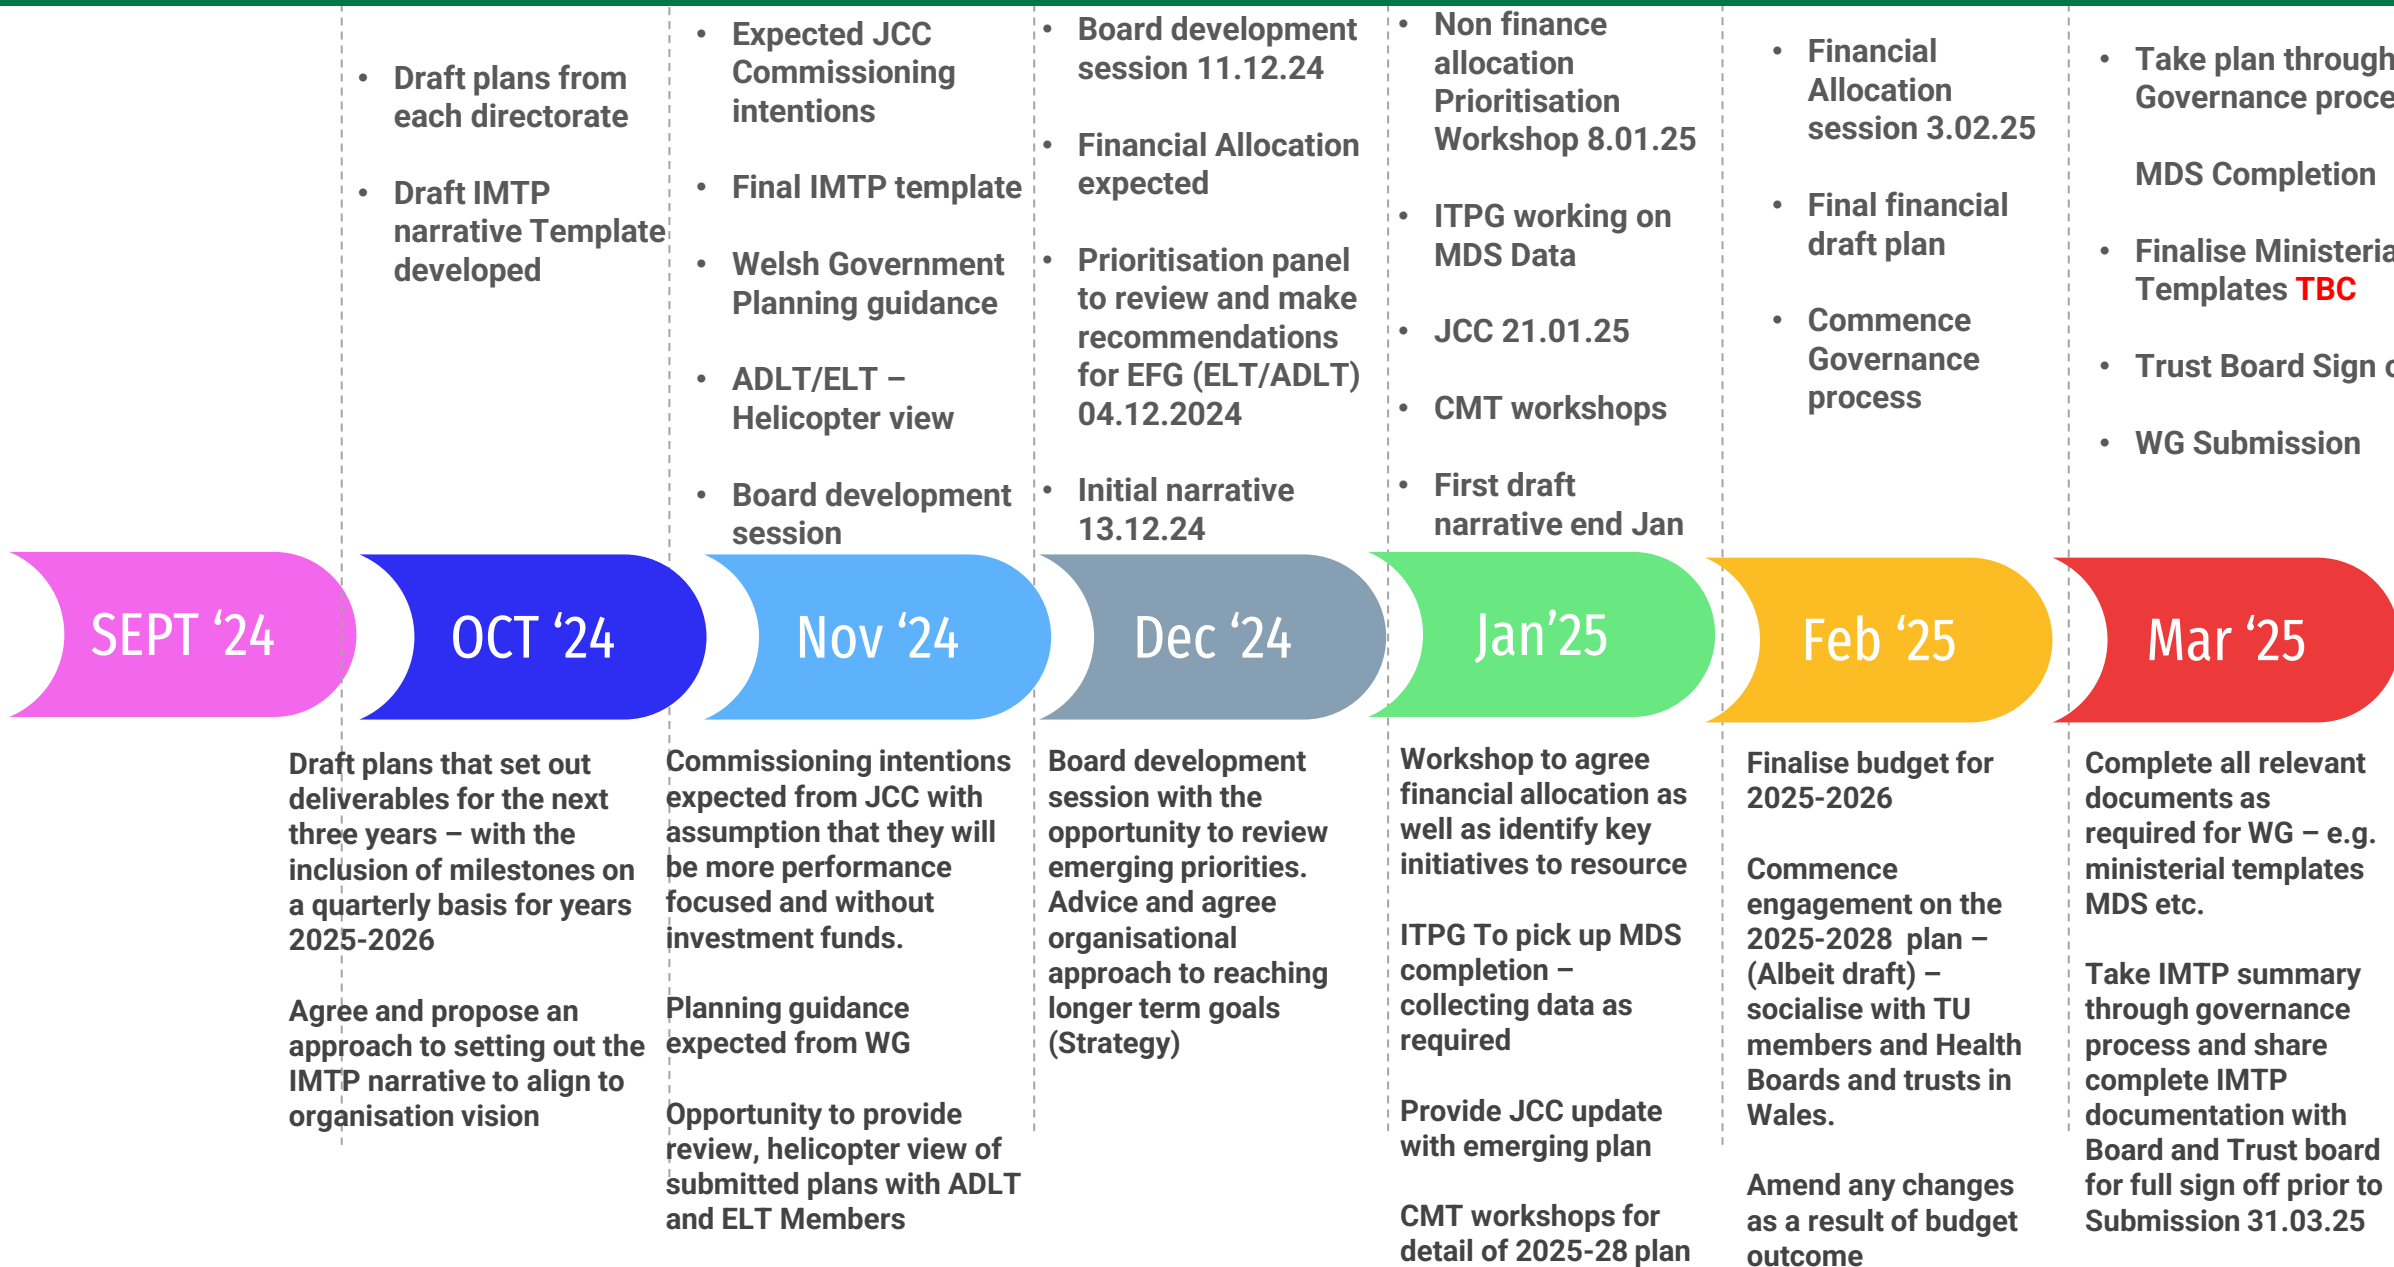 • Draft plans from
each directorate
• Draft IMTP
narrative Template
developed
• Expected JCC
Commissioning
intentions
• Final IMTP template
• Welsh Government
Planning guidance
• ADLT/ELT –
Helicopter view
• Board development
session
• Board development
session 11.12.24
• Financial Allocation
expected
• Prioritisation panel
to review and make
recommendations
for EFG (ELT/ADLT)
04.12.2024
• Initial narrative
13.12.24
• Non finance
allocation
Prioritisation
Workshop 8.01.25
• ITPG working on
MDS Data
• JCC 21.01.25
• CMT workshops
• First draft
narrative end Jan
• Financial
Allocation
session 3.02.25
• Final financial
draft plan
• Commence
Governance
process
• Take plan through
Governance proce
MDS Completion
• Finalise Ministeria
Templates TBC
• Trust Board Sign
• WG Submission
SEPT ‘24
OCT ‘24
Nov ‘24
Dec ‘24
Jan’25
Feb ‘25
Mar ‘25
Draft plans that set out
deliverables for the next
three years – with the
inclusion of milestones on
a quarterly basis for years
2025-2026
Agree and propose an
approach to setting out the
IMTP narrative to align to
organisation vision
Commissioning intentions
expected from JCC with
assumption that they will
be more performance
focused and without
investment funds.
Planning guidance
expected from WG
Opportunity to provide
review, helicopter view of
submitted plans with ADLT
and ELT Members
Board development
session with the
opportunity to review
emerging priorities.
Advice and agree
organisational
approach to reaching
longer term goals
(Strategy)
Workshop to agree
financial allocation as
well as identify key
initiatives to resource
ITPG To pick up MDS
completion –
collecting data as
required
Provide JCC update
with emerging plan
CMT workshops for
detail of 2025-28 plan
Finalise budget for
2025-2026
Commence
engagement on the
2025-2028 plan –
(Albeit draft) –
socialise with TU
members and Health
Boards and trusts in
Wales.
Amend any changes
as a result of budget
outcome
Complete all relevant
documents as
required for WG – e.g.
ministerial templates
MDS etc.
Take IMTP summary
through governance
process and share
complete IMTP
documentation with
Board and Trust board
for full sign off prior to
Submission 31.03.25